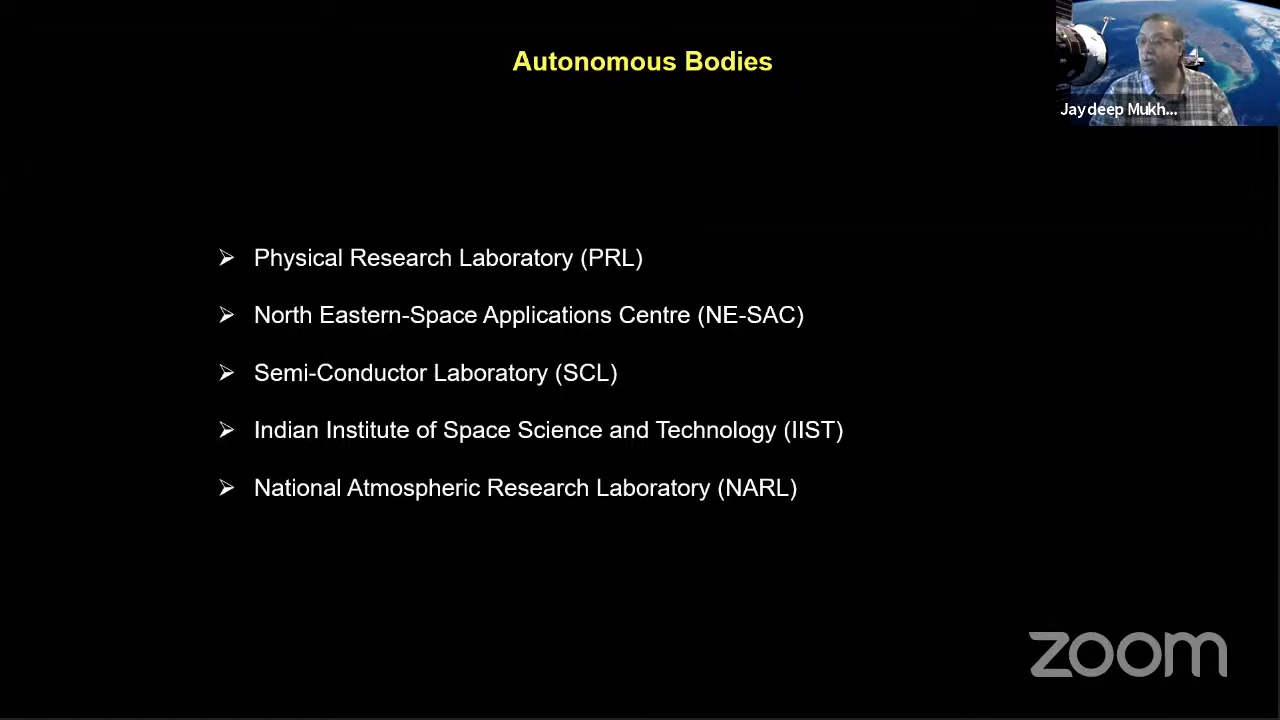 Autonomous Bodies
Jaydeep Mukh...
➢ Physical Research Laboratory (PRL)
➢ North Eastern-Space Applications Centre (NE-SAC)
➢ Semi-Conductor Laboratory (SCL)
➢ Indian Institute of Space Science and Technology (IIST)
➢ National Atmospheric Research Laboratory (NARL)
zoom